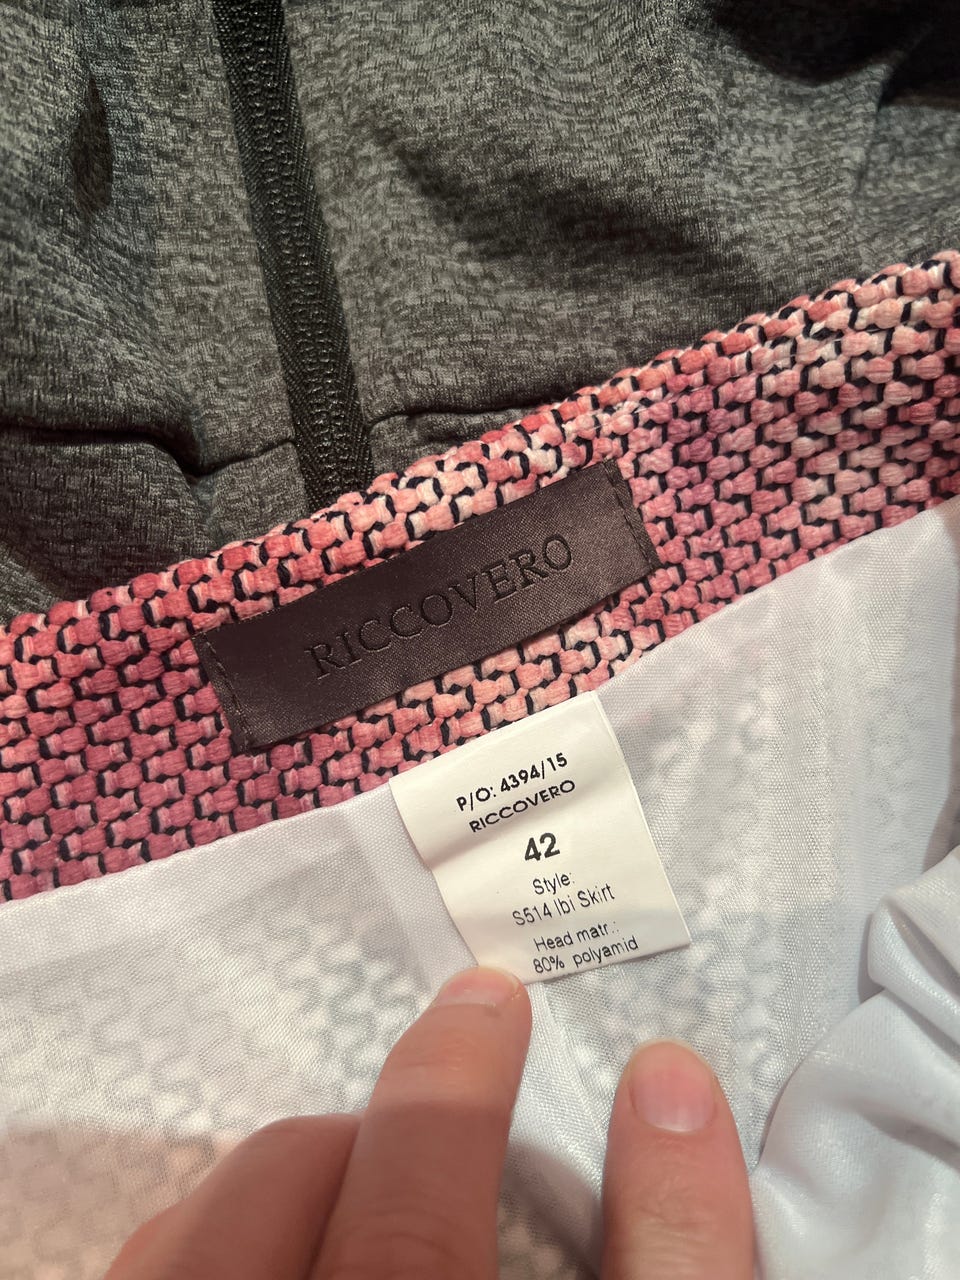 RICCOVERO
P/O: 4394/15
RICCOVERO
42
Style:
S514 Ibi Skirt
Head matr.:
80% polyamid